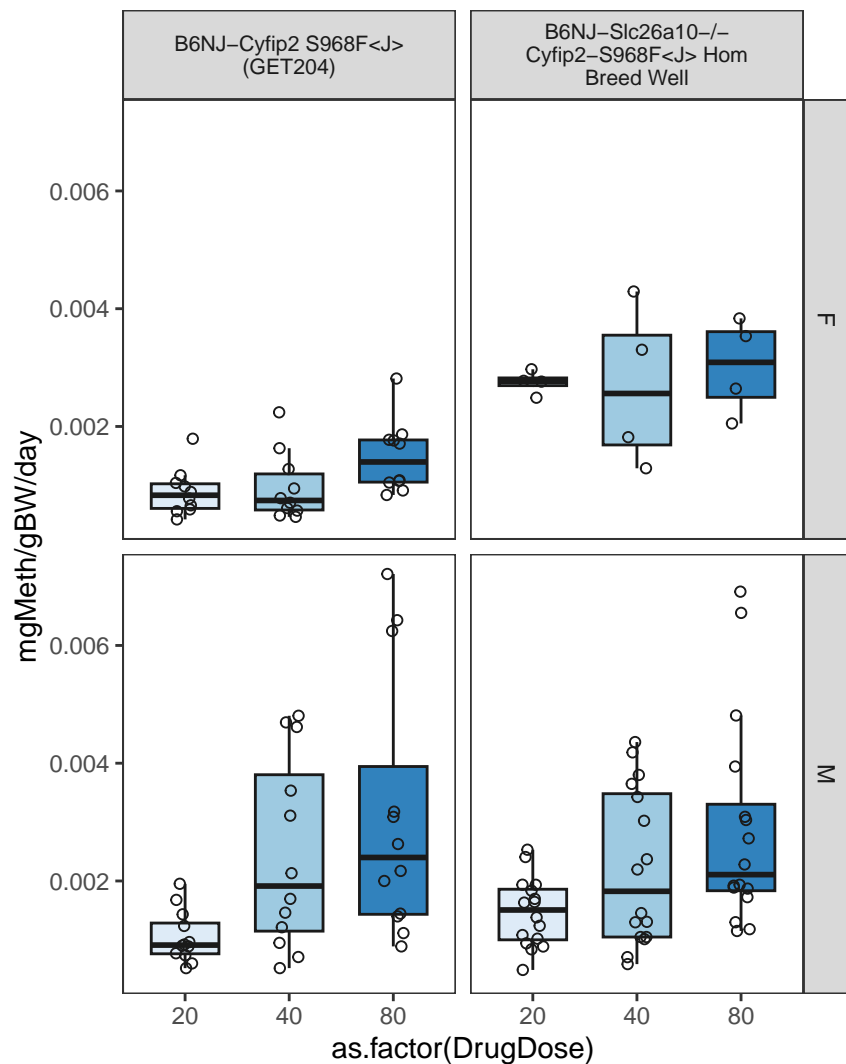 B6NJ−Cyfip2 S968F<J>
(GET204)
B6NJ−Slc26a10−/−
Cyfip2−S968F<J> Hom
Breed Well
0.006
0.004
0.002
F
mgMeth/gBW/day
0.006
0.004
0.002
M
20
40
80
20
40
80
as.factor(DrugDose)